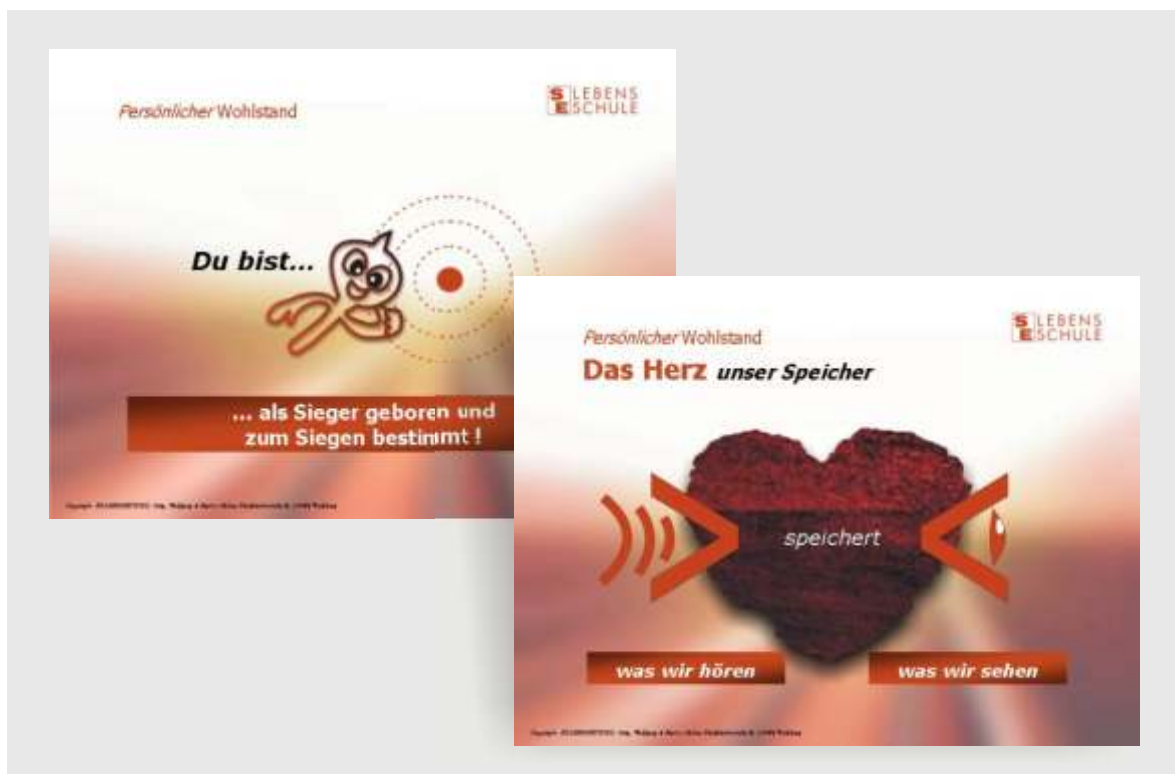 Persönlicher Wohlstand
S LEBENS
E SCHULE
Du bist...
... als Sieger geboren und
zum Siegen bestimmt !
Persönlicher Wohlstand
S LEBENS
E SCHULE
Das Herz unser Speicher
speichert
was wir hören
was wir sehen